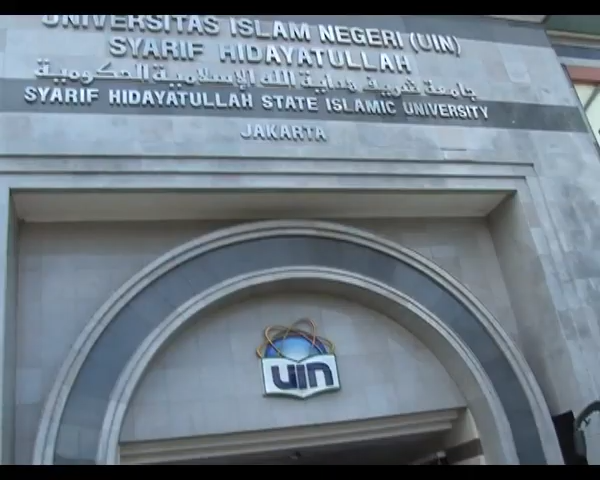 UNIVERSITAS ISLAM NEGERI (UIN)
SYARIF HIDAYATULLAH
جامعة شريف هداية الله الإسلامية الحكومية
SYARIF HIDAYATULLAH STATE ISLAMIC UNIVERSITY
JAKARTA
uin